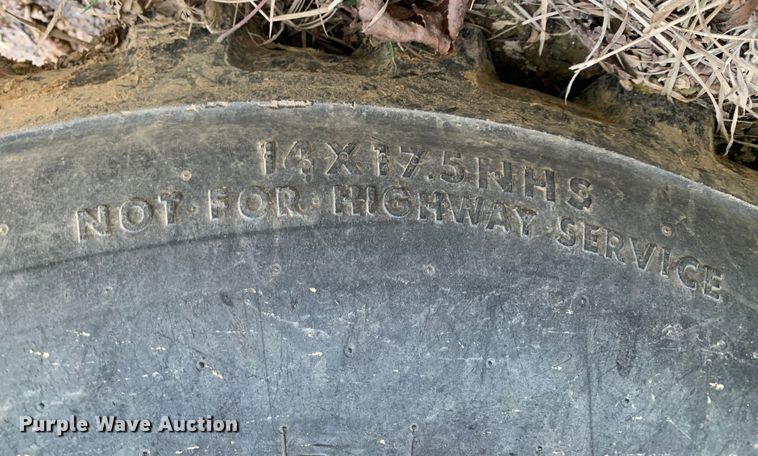 14X17.5NHS
NOT FOR HIGHWAY SERVICE
Purple Wave Auction